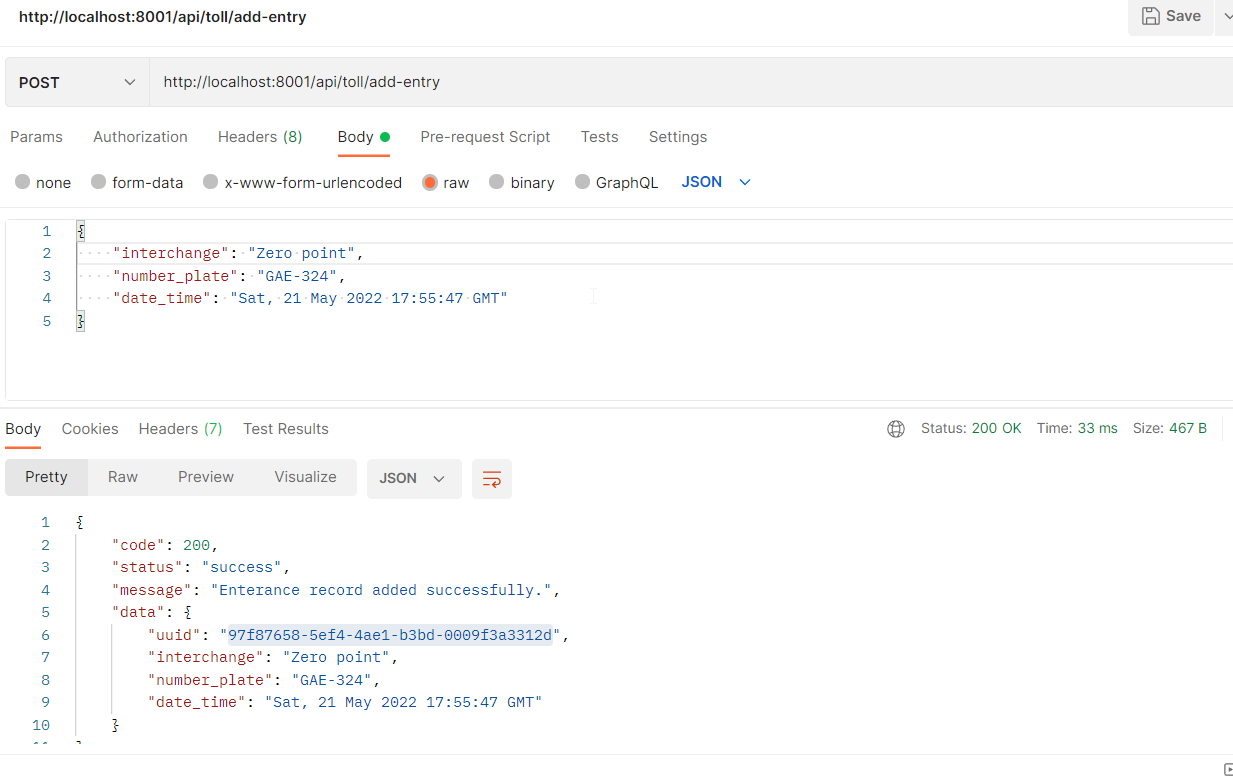 http://localhost:8001/api/toll/add-entry
Save
POST
http://localhost:8001/api/toll/add-entry
Params Authorization Headers (8) Body Pre-request Script Tests Settings
none form-data x-www-form-urlencoded raw binary GraphQL JSON
1 {
2 "interchange": "Zero point",
3 "number_plate": "GAE-324",
4 "date_time": "Sat, 21 May 2022 17:55:47 GMT"
5 }
Body Cookies Headers (7) Test Results Status: 200 OK Time: 33 ms Size: 467 B
Pretty Raw Preview Visualize JSON
1 {
2 "code": 200,
3 "status": "success",
4 "message": "Enterance record added successfully.",
5 "data": {
6 "uuid": "97f87658-5ef4-4ae1-b3bd-0009f3a3312d",
7 "interchange": "Zero point",
8 "number_plate": "GAE-324",
9 "date_time": "Sat, 21 May 2022 17:55:47 GMT"
10 }